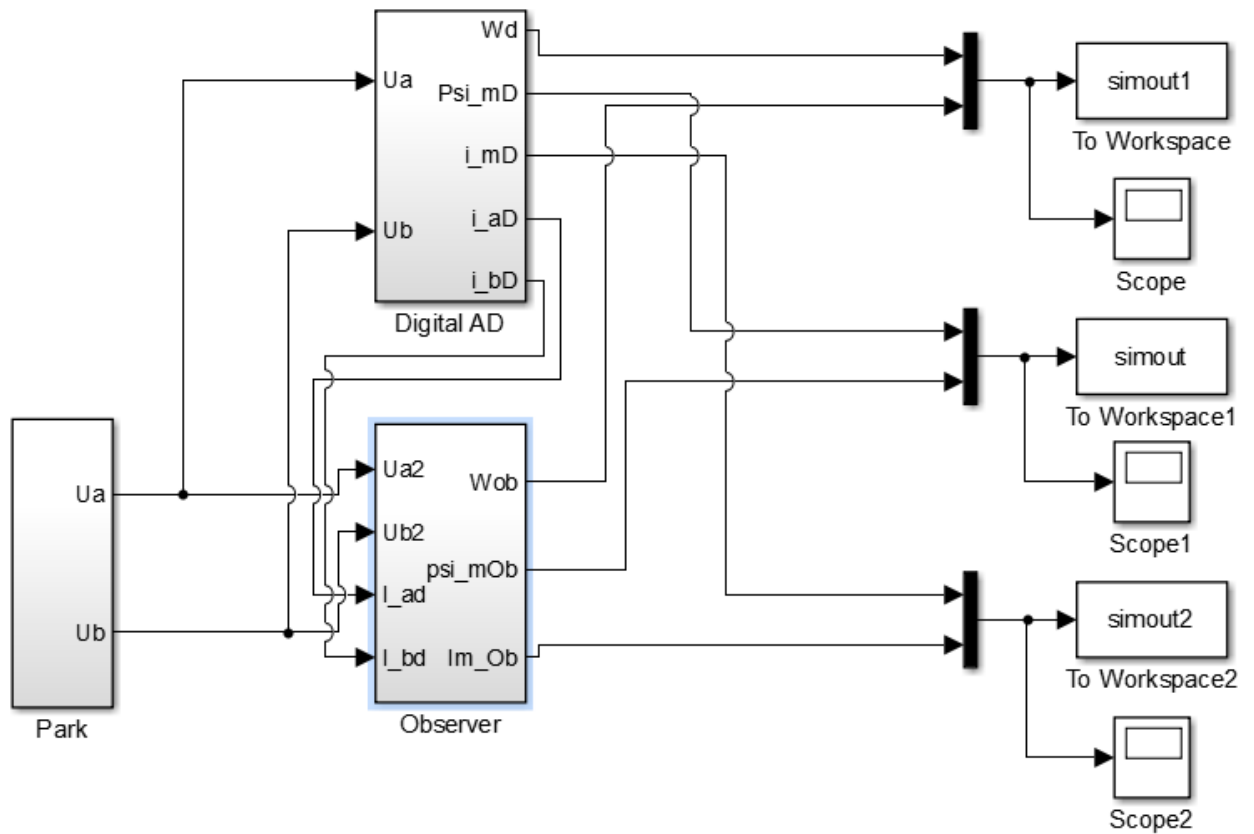 Wd
Ua
Psi_mD
simout1
To Workspace
i_mD
i_aD
Ub
i_bD
Scope
Digital AD
simout
To Workspace1
Ua2
Wob
Ua
Ub2
Scope1
psi_mOb
I_ad
simout2
Ub
I_bd
Im_Ob
To Workspace2
Observer
Park
Scope2